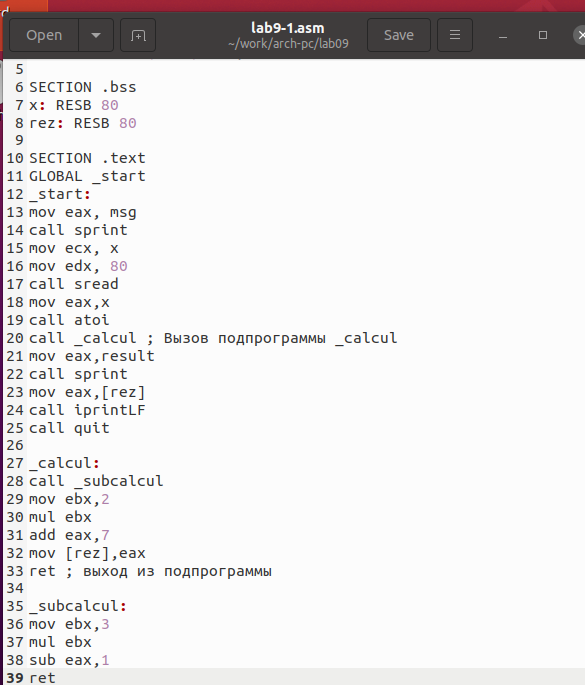 d
Open lab9-1.asm Save
~/work/arch-pc/lab09
5
6 SECTION .bss
7 x: RESB 80
8 rez: RESB 80
9
10 SECTION .text
11 GLOBAL _start
12 _start:
13 mov eax, msg
14 call sprint
15 mov ecx, x
16 mov edx, 80
17 call sread
18 mov eax,x
19 call atoi
20 call _calcul ; Вызов подпрограммы _calcul
21 mov eax,result
22 call sprint
23 mov eax,[rez]
24 call iprintLF
25 call quit
26
27 _calcul:
28 call _subcalcul
29 mov ebx,2
30 mul ebx
31 add eax,7
32 mov [rez],eax
33 ret ; выход из подпрограммы
34
35 _subcalcul:
36 mov ebx,3
37 mul ebx
38 sub eax,1
39 ret